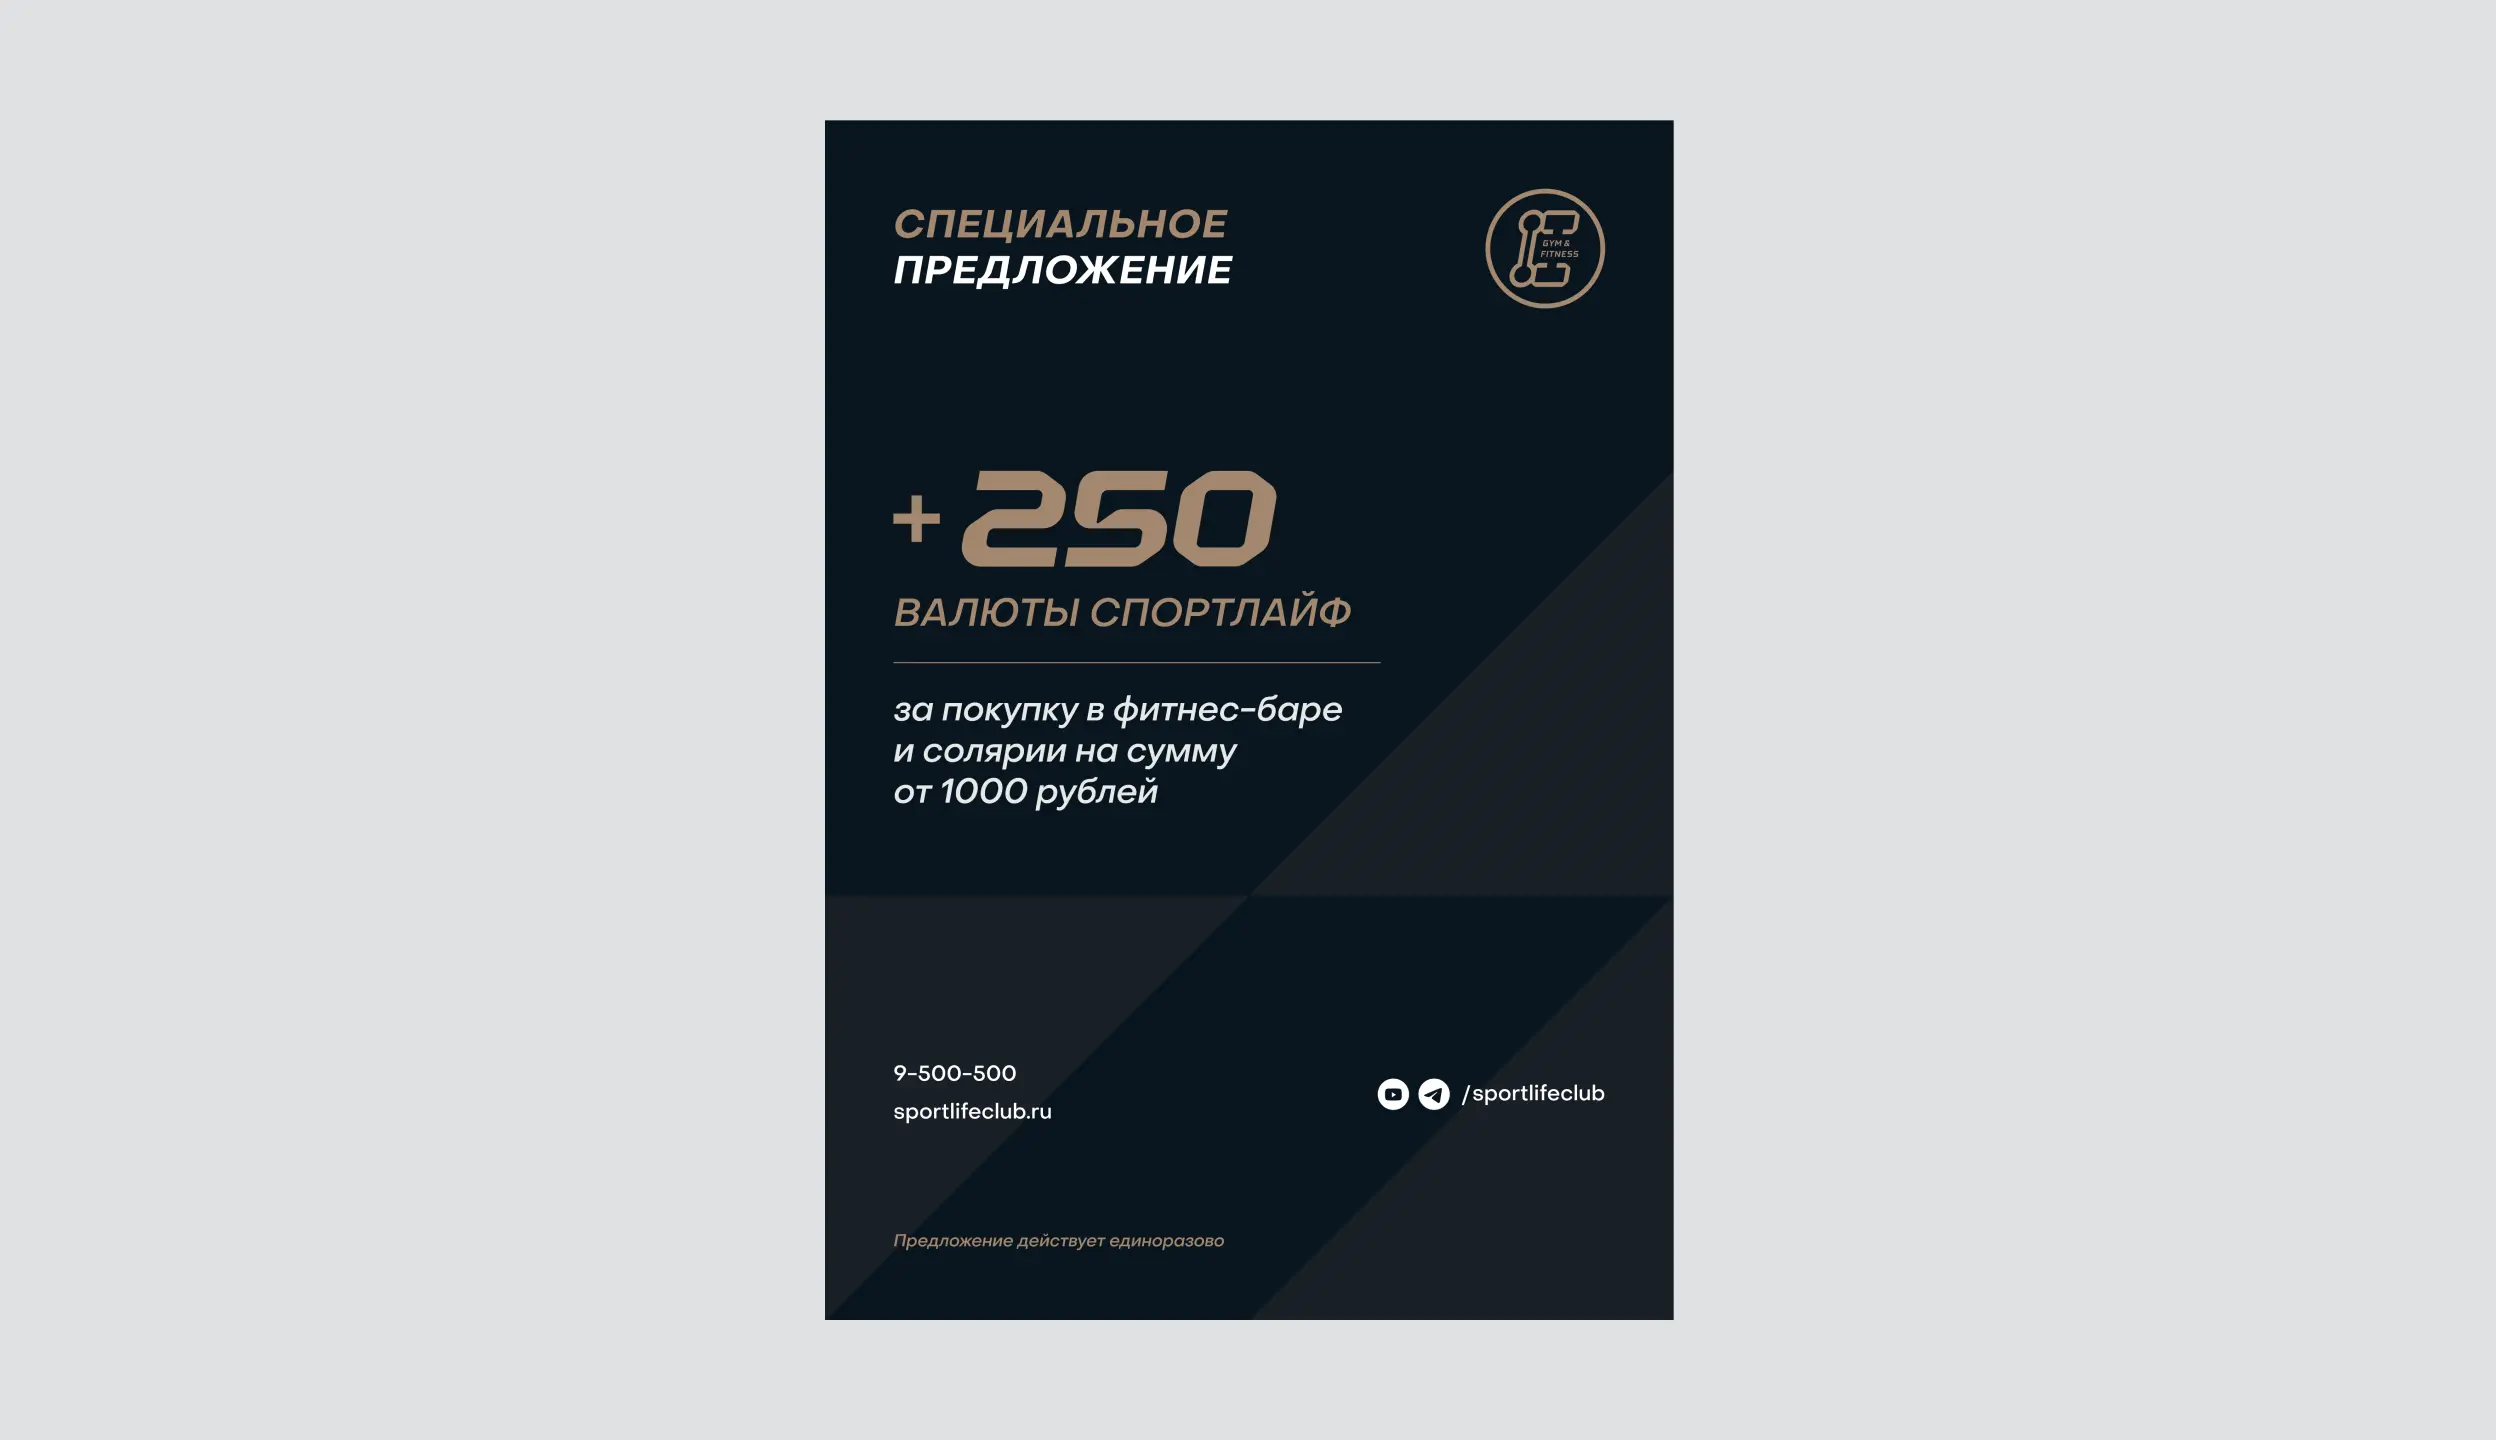 СПЕЦИАЛЬНОЕ
ПРЕДЛОЖЕНИЕ
GYM &
FITNESS
+250
ВАЛЮТЫ СПОРТЛАЙФ
за покупку в фитнес-баре
и солярии на сумму
от 1000 рублей
9-500-500
sportlifeclub.ru
/sportlifeclub
Предложение действует единоразово